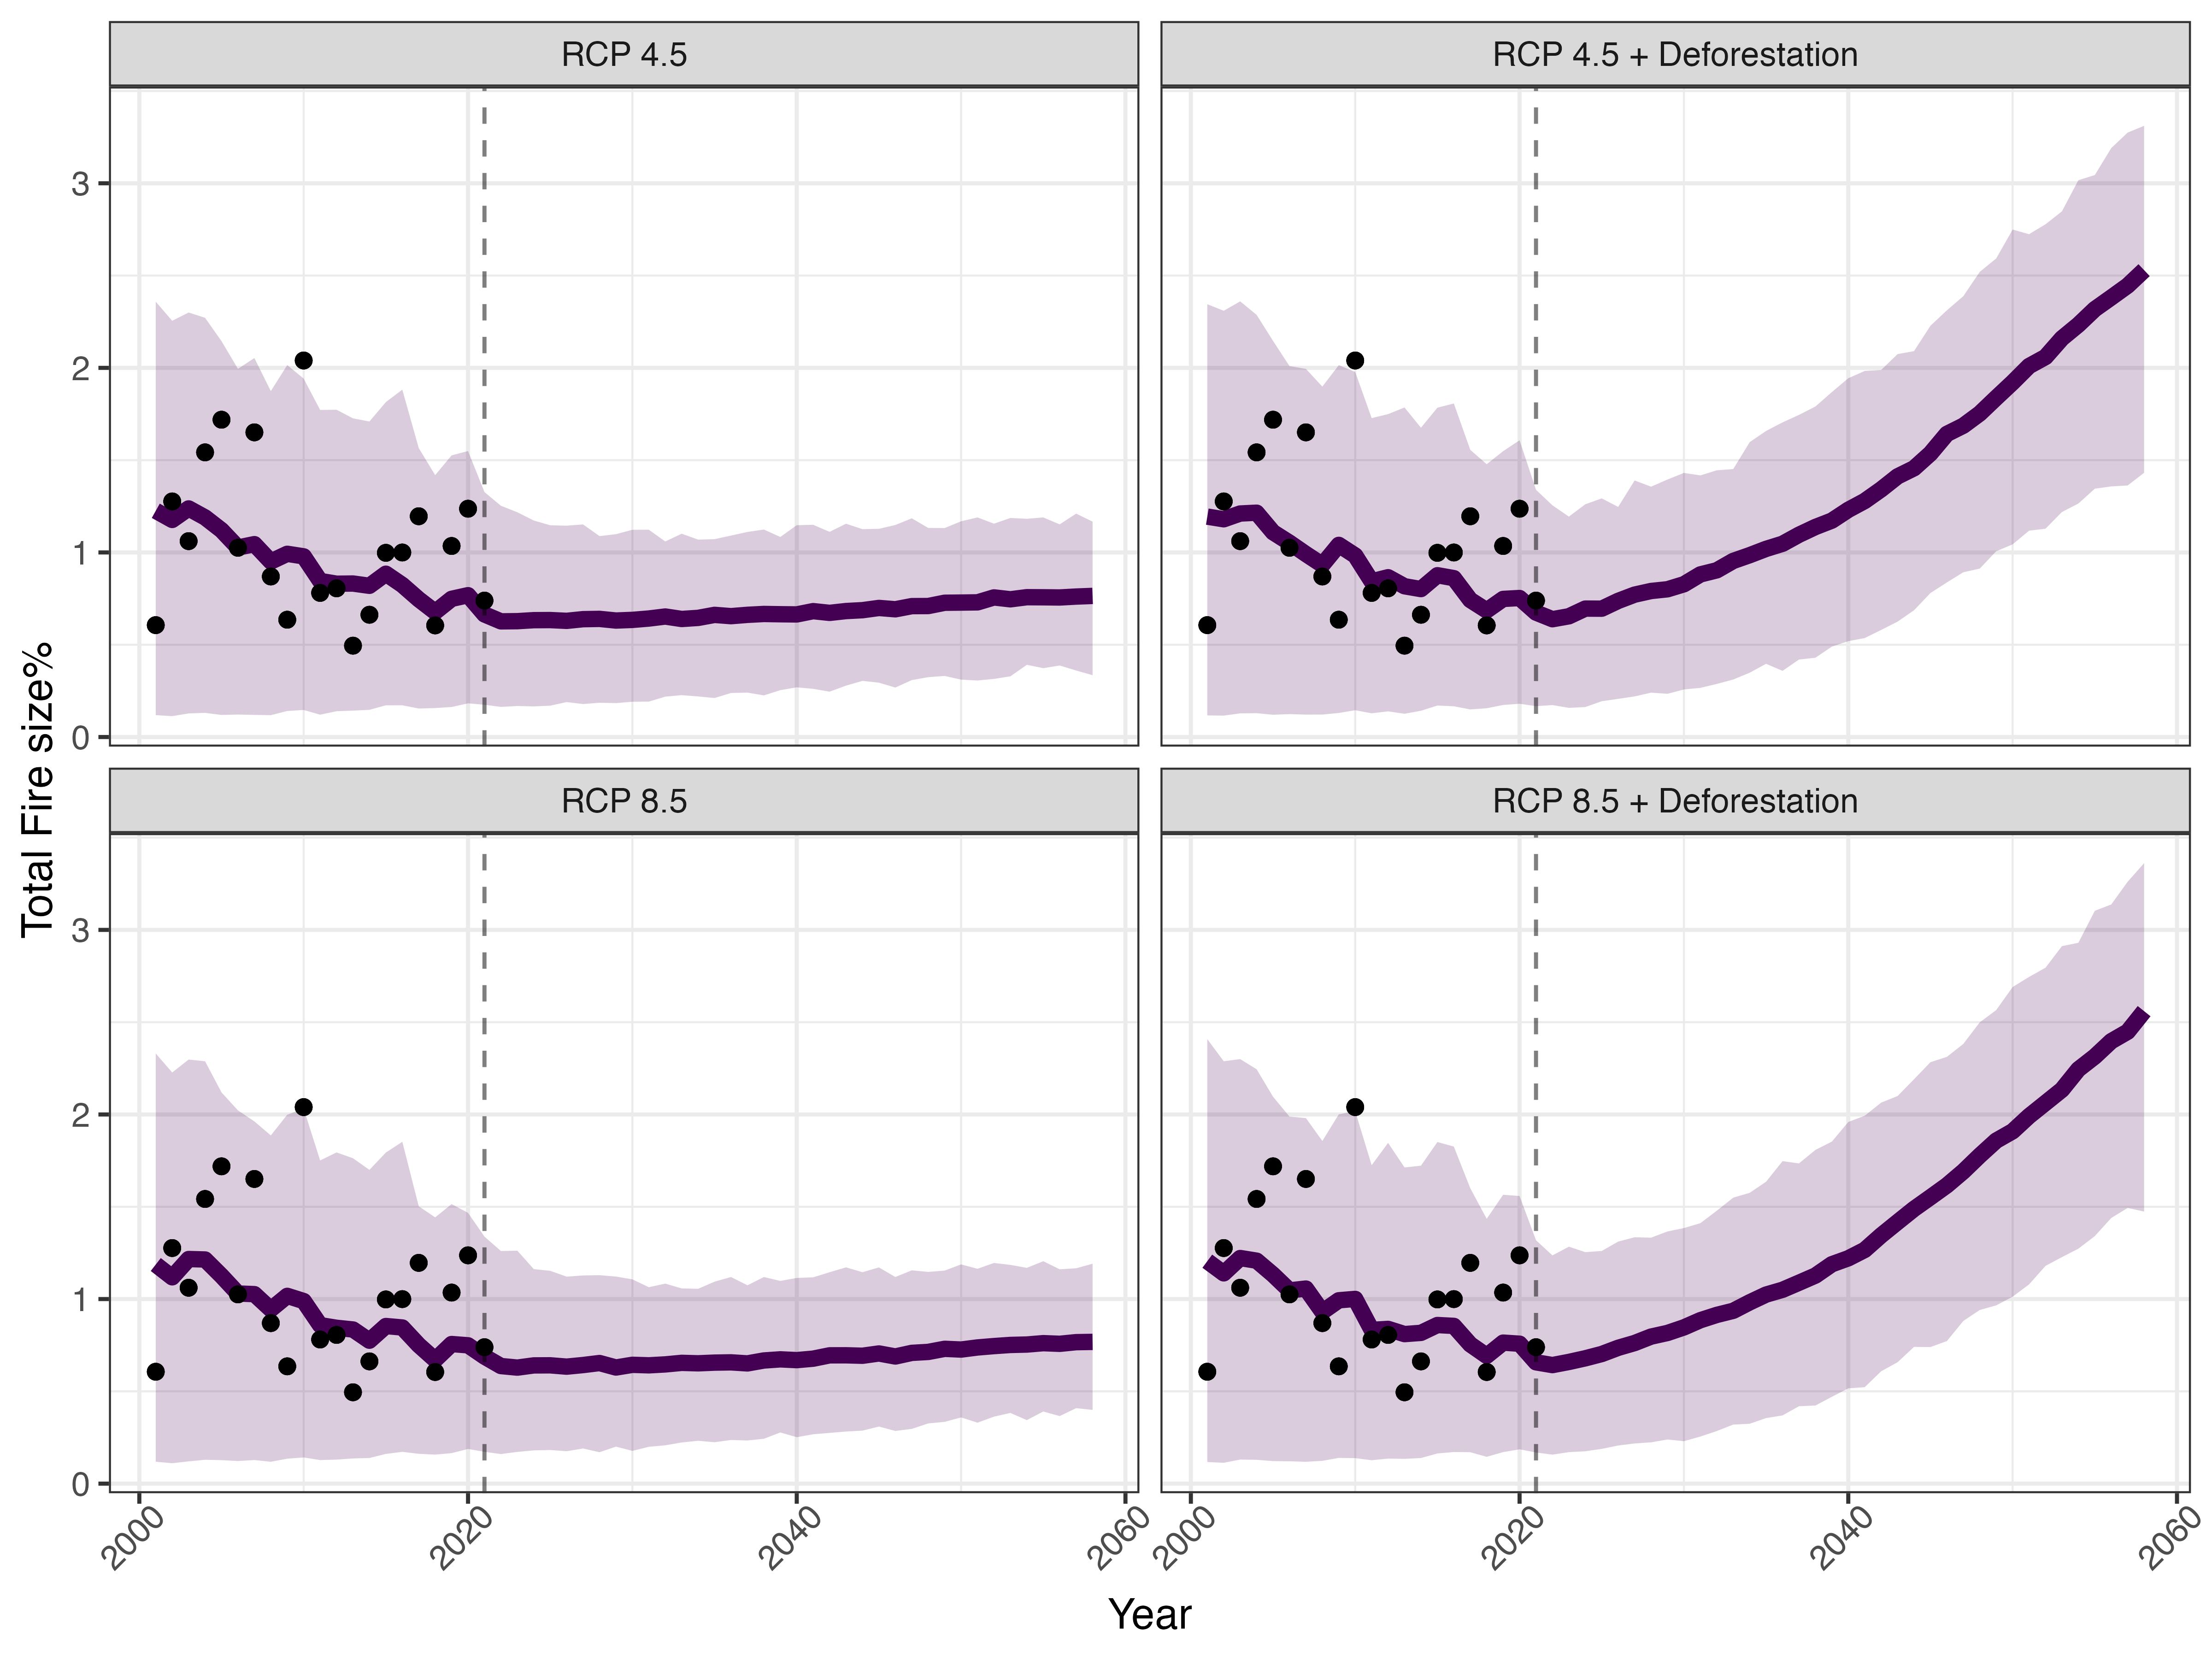 RCP 4.5
RCP 4.5 + Deforestation
3
2
1
0
RCP 8.5
RCP 8.5 + Deforestation
3
2
1
0
Total Fire size%
2000
2020
2040
2060
2000
2020
2040
2060
Year